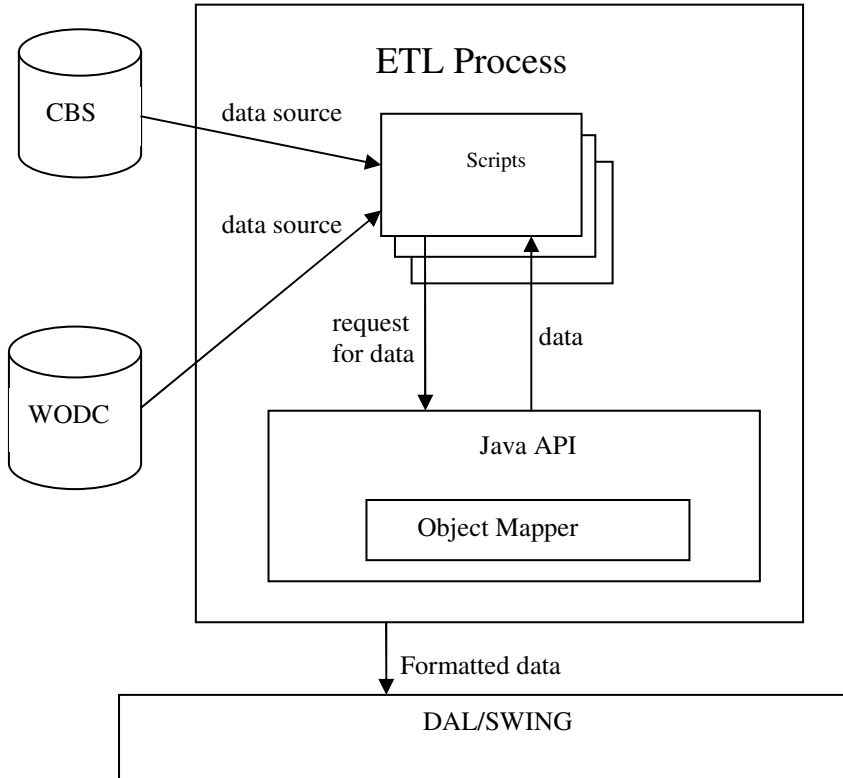 ETL Process
CBS
data source
Scripts
data source
request
for data
data
WODC
Java API
Object Mapper
Formatted data
DAL/SWING